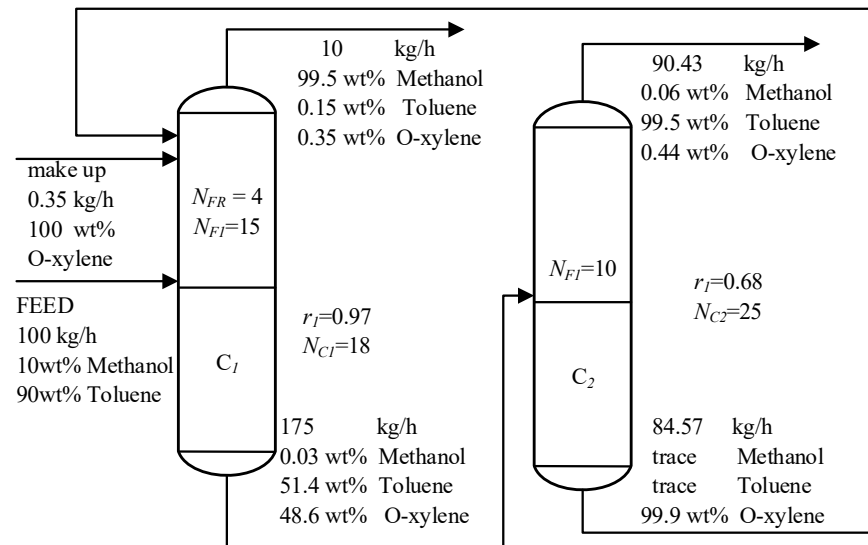 10 kg/h
99.5 wt% Methanol
0.15 wt% Toluene
0.35 wt% O-xylene
90.43 kg/h
0.06 wt% Methanol
99.5 wt% Toluene
0.44 wt% O-xylene
make up
0.35 kg/h
100 wt%
O-xylene
N_FR = 4
N_F1=15
FEED
100 kg/h
10wt% Methanol
90wt% Toluene
r_1=0.97
N_C1=18
C_1
N_F1=10
r_1=0.68
N_C2=25
C_2
175 kg/h
0.03 wt% Methanol
51.4 wt% Toluene
48.6 wt% O-xylene
84.57 kg/h
trace Methanol
trace Toluene
99.9 wt% O-xylene